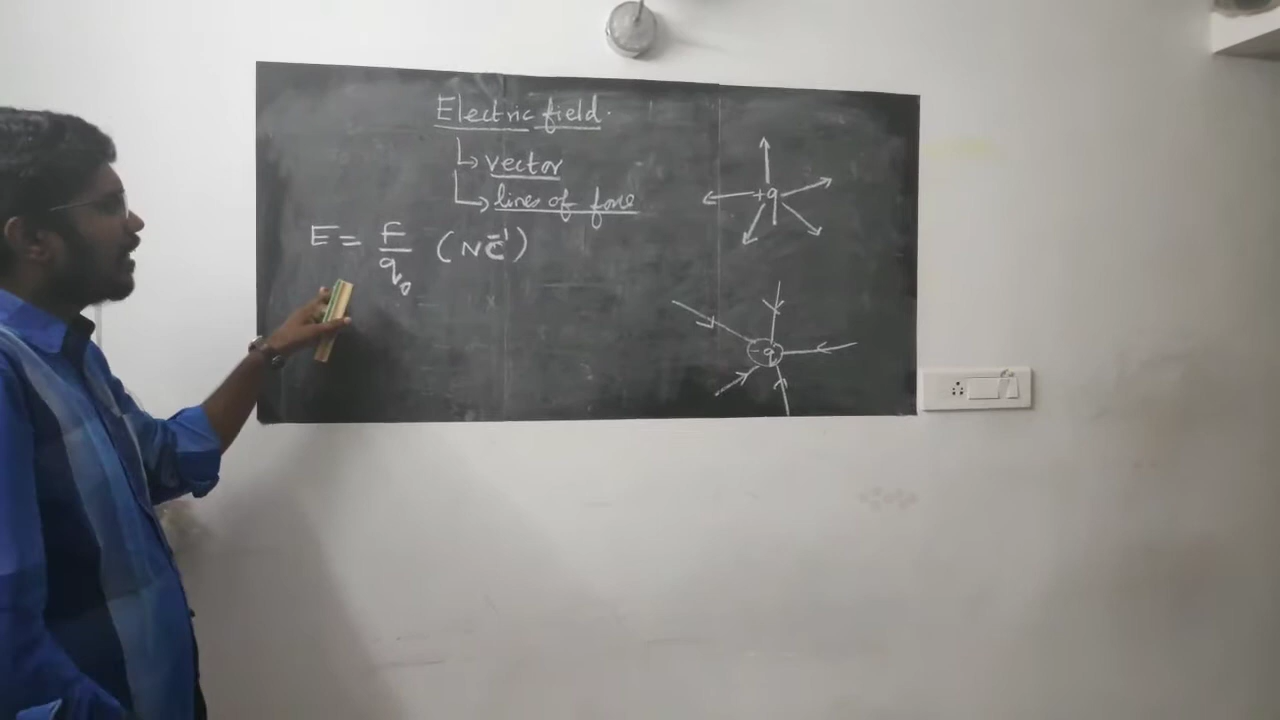 Electric field.
↳ vector
↳ lines of force
E = F/q₀ (NC⁻¹)
+q
-q